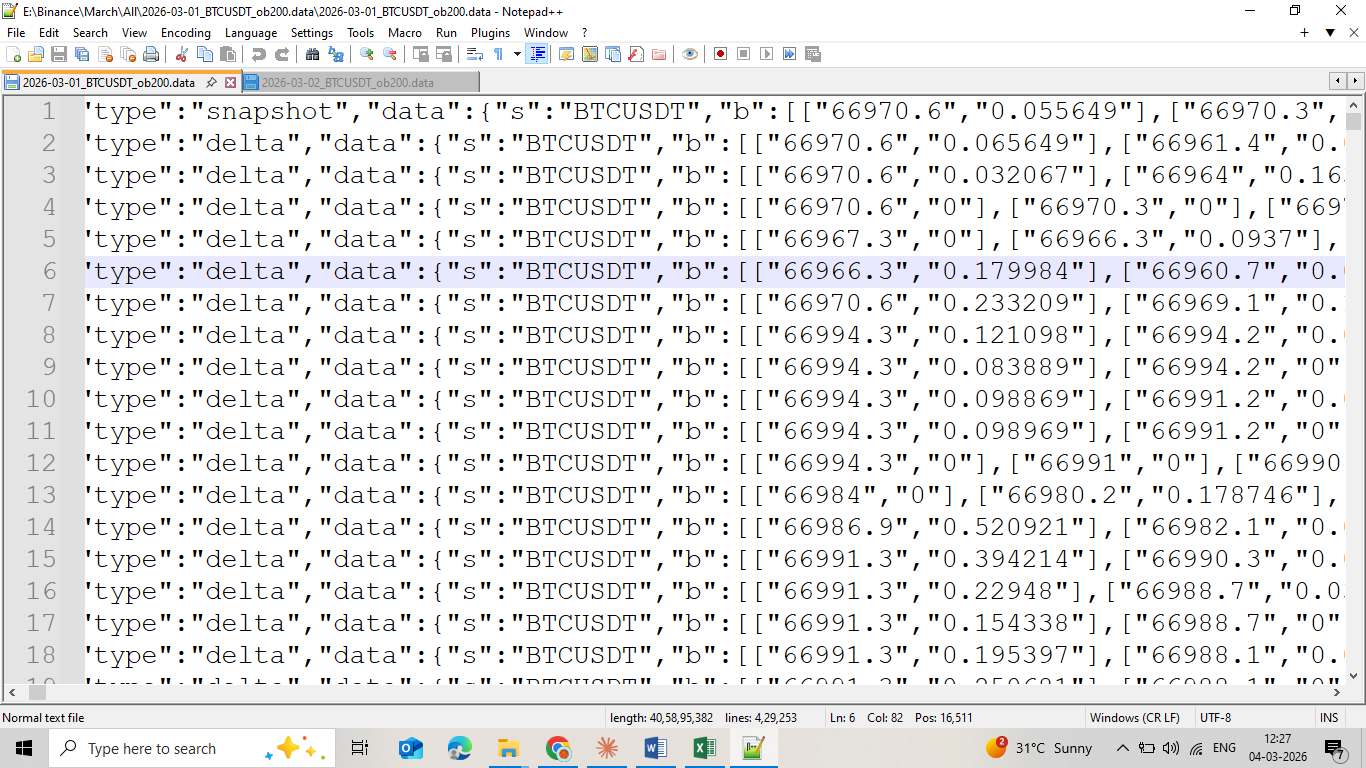 E:\Binance\March\All\2026-03-01_BTCUSDT_ob200.data\2026-03-01_BTCUSDT_ob200.data - Notepad++
File Edit Search View Encoding Language Settings Tools Macro Run Plugins Window ?
2026-03-01_BTCUSDT_ob200.data 2026-03-02_BTCUSDT_ob200.data
1 "type":"snapshot","data":{"s":"BTCUSDT","b":[["66970.6","0.055649"],["66970.3",
2 "type":"delta","data":{"s":"BTCUSDT","b":[["66970.6","0.065649"],["66961.4","0.
3 "type":"delta","data":{"s":"BTCUSDT","b":[["66970.6","0.032067"],["66964","0.16
4 "type":"delta","data":{"s":"BTCUSDT","b":[["66970.6","0"],["66970.3","0"],["669
5 "type":"delta","data":{"s":"BTCUSDT","b":[["66967.3","0"],["66966.3","0.0937"],
6 "type":"delta","data":{"s":"BTCUSDT","b":[["66966.3","0.179984"],["66960.7","0.
7 "type":"delta","data":{"s":"BTCUSDT","b":[["66970.6","0.233209"],["66969.1","0.
8 "type":"delta","data":{"s":"BTCUSDT","b":[["66994.3","0.121098"],["66994.2","0.
9 "type":"delta","data":{"s":"BTCUSDT","b":[["66994.3","0.083889"],["66994.2","0"
10 "type":"delta","data":{"s":"BTCUSDT","b":[["66994.3","0.098869"],["66991.2","0.
11 "type":"delta","data":{"s":"BTCUSDT","b":[["66994.3","0.098969"],["66991.2","0"
12 "type":"delta","data":{"s":"BTCUSDT","b":[["66994.3","0"],["66991","0"],["66990
13 "type":"delta","data":{"s":"BTCUSDT","b":[["66984","0"],["66980.2","0.178746"],
14 "type":"delta","data":{"s":"BTCUSDT","b":[["66986.9","0.520921"],["66982.1","0.
15 "type":"delta","data":{"s":"BTCUSDT","b":[["66991.3","0.394214"],["66990.3","0.
16 "type":"delta","data":{"s":"BTCUSDT","b":[["66991.3","0.22948"],["66988.7","0.0
17 "type":"delta","data":{"s":"BTCUSDT","b":[["66991.3","0.154338"],["66988.7","0"
18 "type":"delta","data":{"s":"BTCUSDT","b":[["66991.3","0.195397"],["66988.1","0.
Normal text file length: 40,58,95,382 lines: 4,29,253 Ln: 6 Col: 82 Pos: 16,511 Windows (CR LF) UTF-8 INS
Type here to search 2 31°C Sunny ENG 12:27 7
04-03-2026